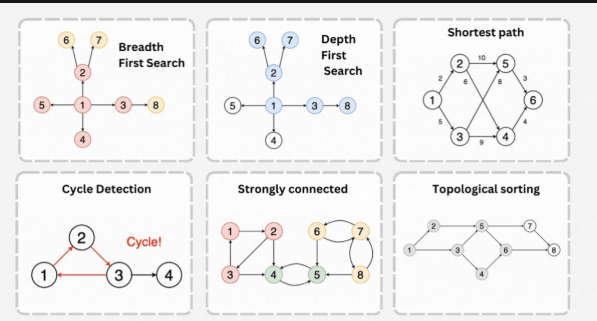 Breadth
First Search
6 7
2
5 1 3 8
4
Depth
First
Search
6 7
2
5 1 3 8
4
Shortest path
10
2 5
2 6 8 3
1 6
5 4
3 4
9
Cycle Detection
2
Cycle!
1 3 4
Strongly connected
1 2 6 7
3 4 5 8
Topological sorting
2 5 7
1 3 6 8
4